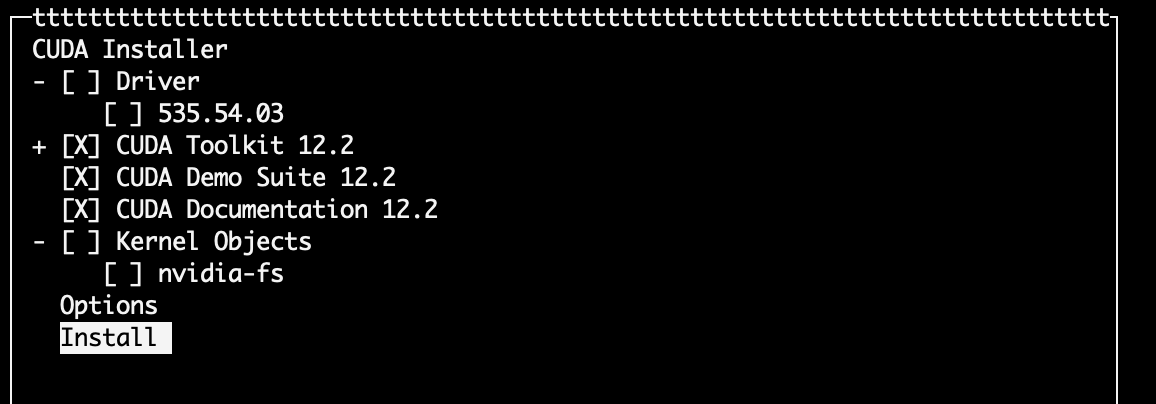 CUDA Installer
- [ ] Driver
[ ] 535.54.03
+ [X] CUDA Toolkit 12.2
[X] CUDA Demo Suite 12.2
[X] CUDA Documentation 12.2
- [ ] Kernel Objects
[ ] nvidia-fs
Options
Install